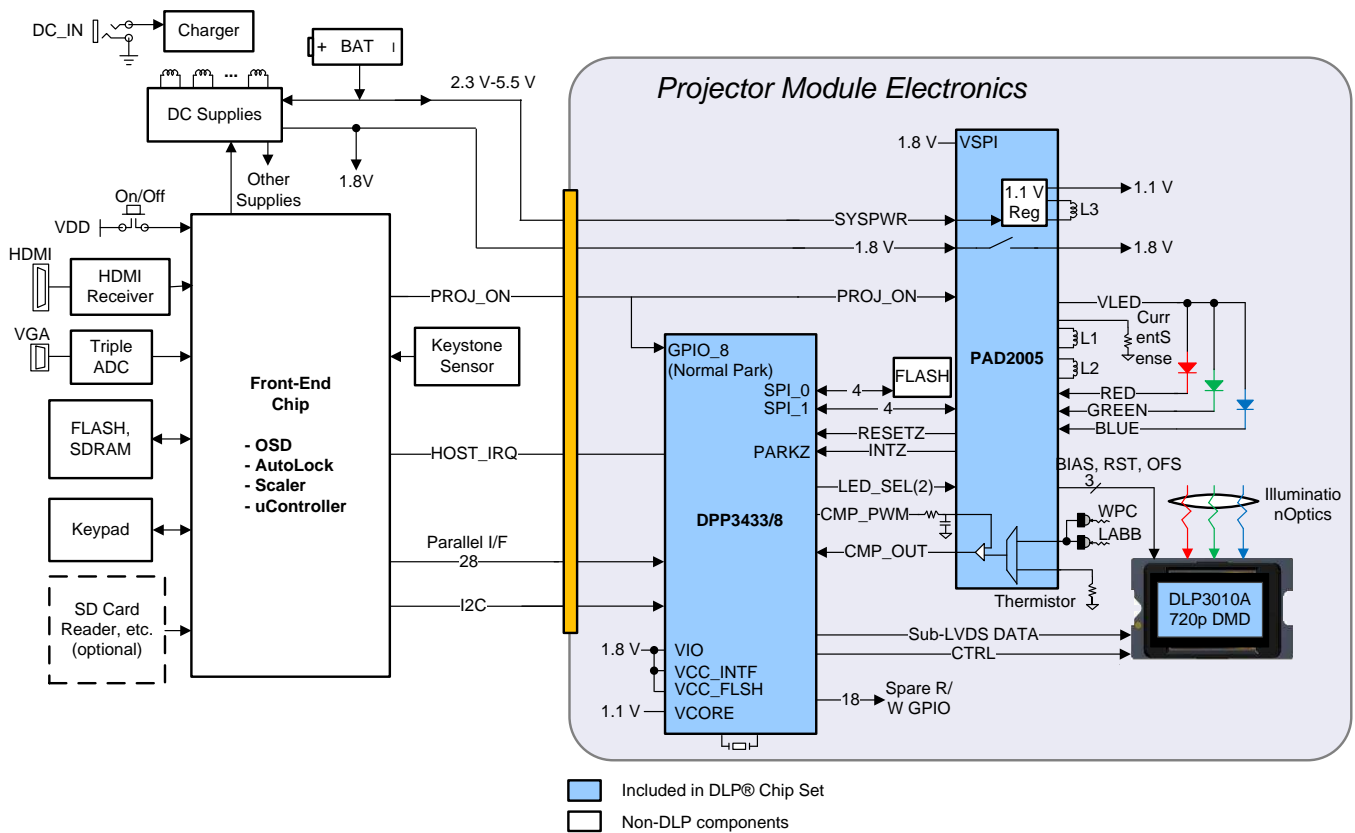 DC_IN
Charger
+ BAT
2.3 V-5.5 V
...
DC Supplies
Other
Supplies
1.8V
On/Off
VDD
HDMI
HDMI
Receiver
VGA
Triple
ADC
FLASH,
SDRAM
Keypad
SD Card
Reader, etc.
(optional)
Front-End
Chip
- OSD
- AutoLock
- Scaler
- uController
PROJ_ON
Keystone
Sensor
HOST_IRQ
Parallel I/F
28
I2C
Projector Module Electronics
1.8 V
VSPI
1.1 V
Reg
1.1 V
L3
SYSPWR
1.8 V
1.8 V
PROJ_ON
VLED
Curr
entS
ense
L1
L2
PAD2005
RED
GREEN
BLUE
GPIO_8
(Normal Park)
SPI_0
4
FLASH
SPI_1
4
RESETZ
PARKZ
INTZ
LED_SEL(2)
DPP3433/8
CMP_PWM
CMP_OUT
BIAS, RST, OFS
3
WPC
LABB
Thermistor
Illuminatio
nOptics
DLP3010A
720p DMD
Sub-LVDS DATA
CTRL
1.8 V
VIO
VCC_INTF
VCC_FLSH
1.1 V
VCORE
18
Spare R/
W GPIO
Included in DLP® Chip Set
Non-DLP components